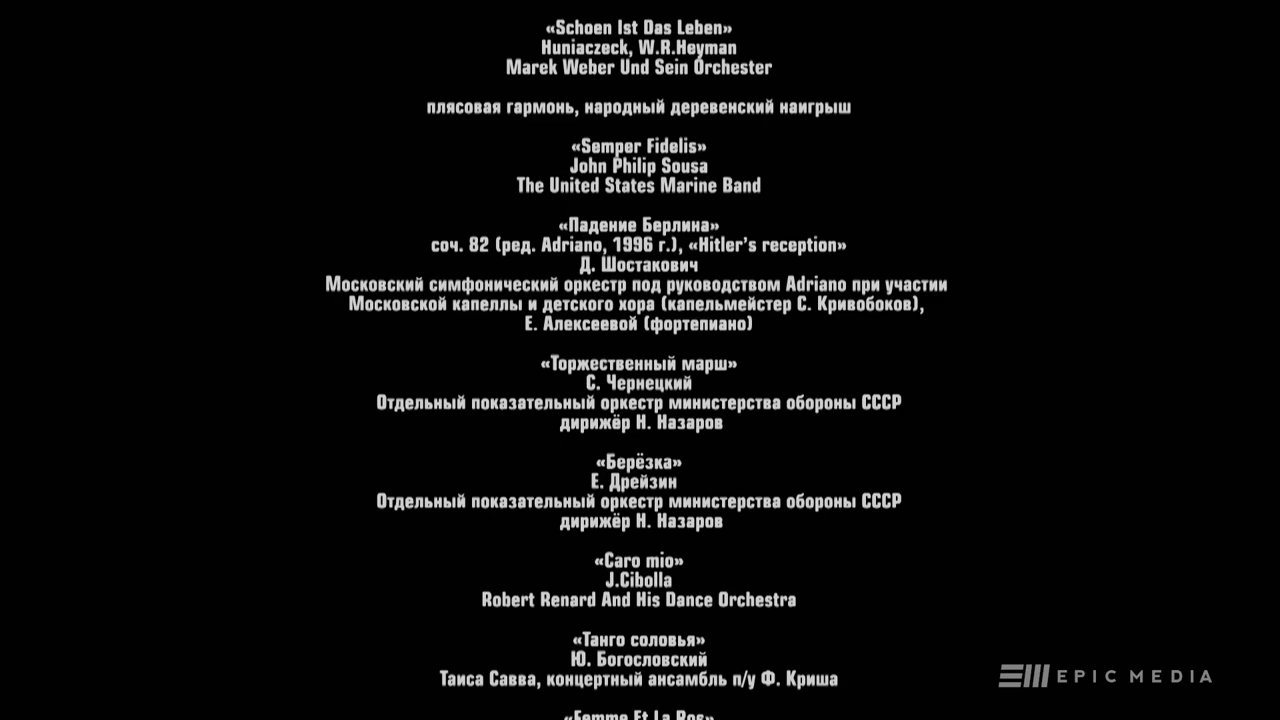 «Schoen Ist Das Leben»
Huniaczeck, W.R.Heyman
Marek Weber Und Sein Orchester
плясовая гармонь, народный деревенский наигрыш
«Semper Fidelis»
John Philip Sousa
The United States Marine Band
«Падение Берлина»
соч. 82 (ред. Adriano, 1996 г.), «Hitler's reception»
Д. Шостакович
Московский симфонический оркестр под руководством Adriano при участии
Московской капеллы и детского хора (капельмейстер С. Кривобоков),
Е. Алексеевой (фортепиано)
«Торжественный марш»
С. Чернецкий
Отдельный показательный оркестр министерства обороны СССР
дирижёр Н. Назаров
«Берёзка»
Е. Дрейзин
Отдельный показательный оркестр министерства обороны СССР
дирижёр Н. Назаров
«Caro mio»
J.Cibolla
Robert Renard And His Dance Orchestra
«Танго соловья»
Ю. Богословский
Таиса Савва, концертный ансамбль п/у Ф. Криша
EPIC MEDIA
«Femme Et La Ros»